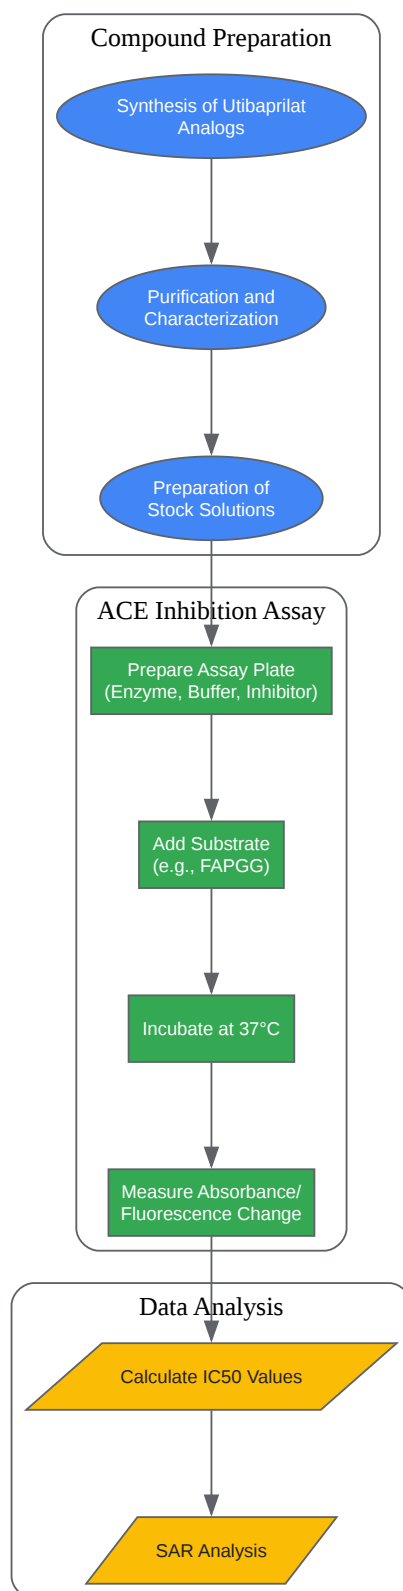 Compound Preparation
Synthesis of Utibaprilat
Analogs
Purification and
Characterization
Preparation of
Stock Solutions
ACE Inhibition Assay
Prepare Assay Plate
(Enzyme, Buffer, Inhibitor)
Add Substrate
(e.g., FAPGG)
Incubate at 37°C
Measure Absorbance/
Fluorescence Change
Data Analysis
Calculate IC50 Values
SAR Analysis